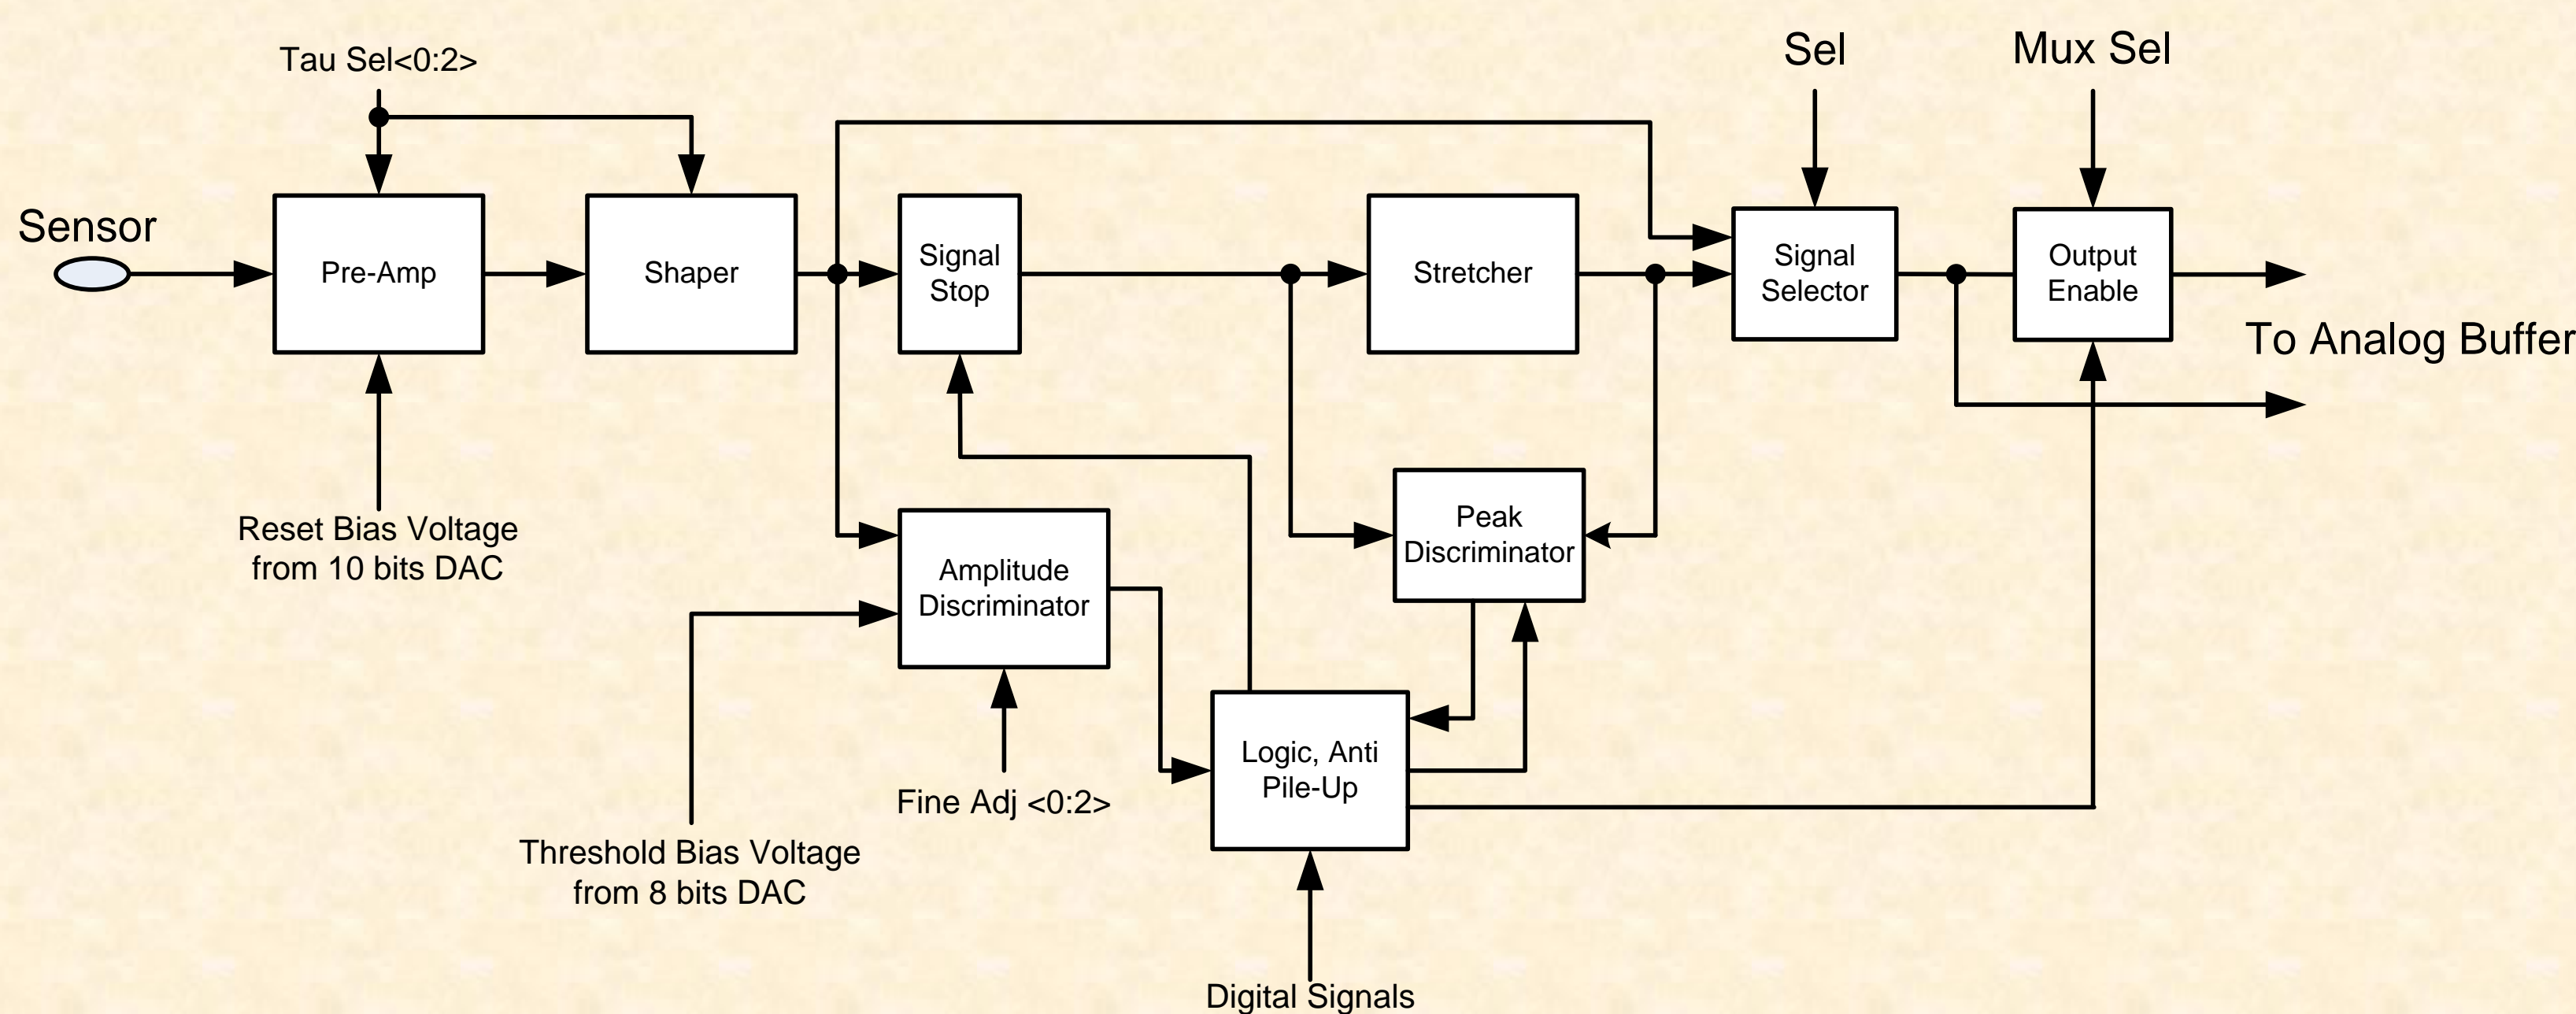 Tau Sel<0:2>
Sel
Mux Sel
Sensor
Pre-Amp
Shaper
Signal
Stop
Stretcher
Signal
Selector
Output
Enable
To Analog Buffer
Reset Bias Voltage
from 10 bits DAC
Amplitude
Discriminator
Peak
Discriminator
Fine Adj <0:2>
Logic, Anti
Pile-Up
Threshold Bias Voltage
from 8 bits DAC
Digital Signals